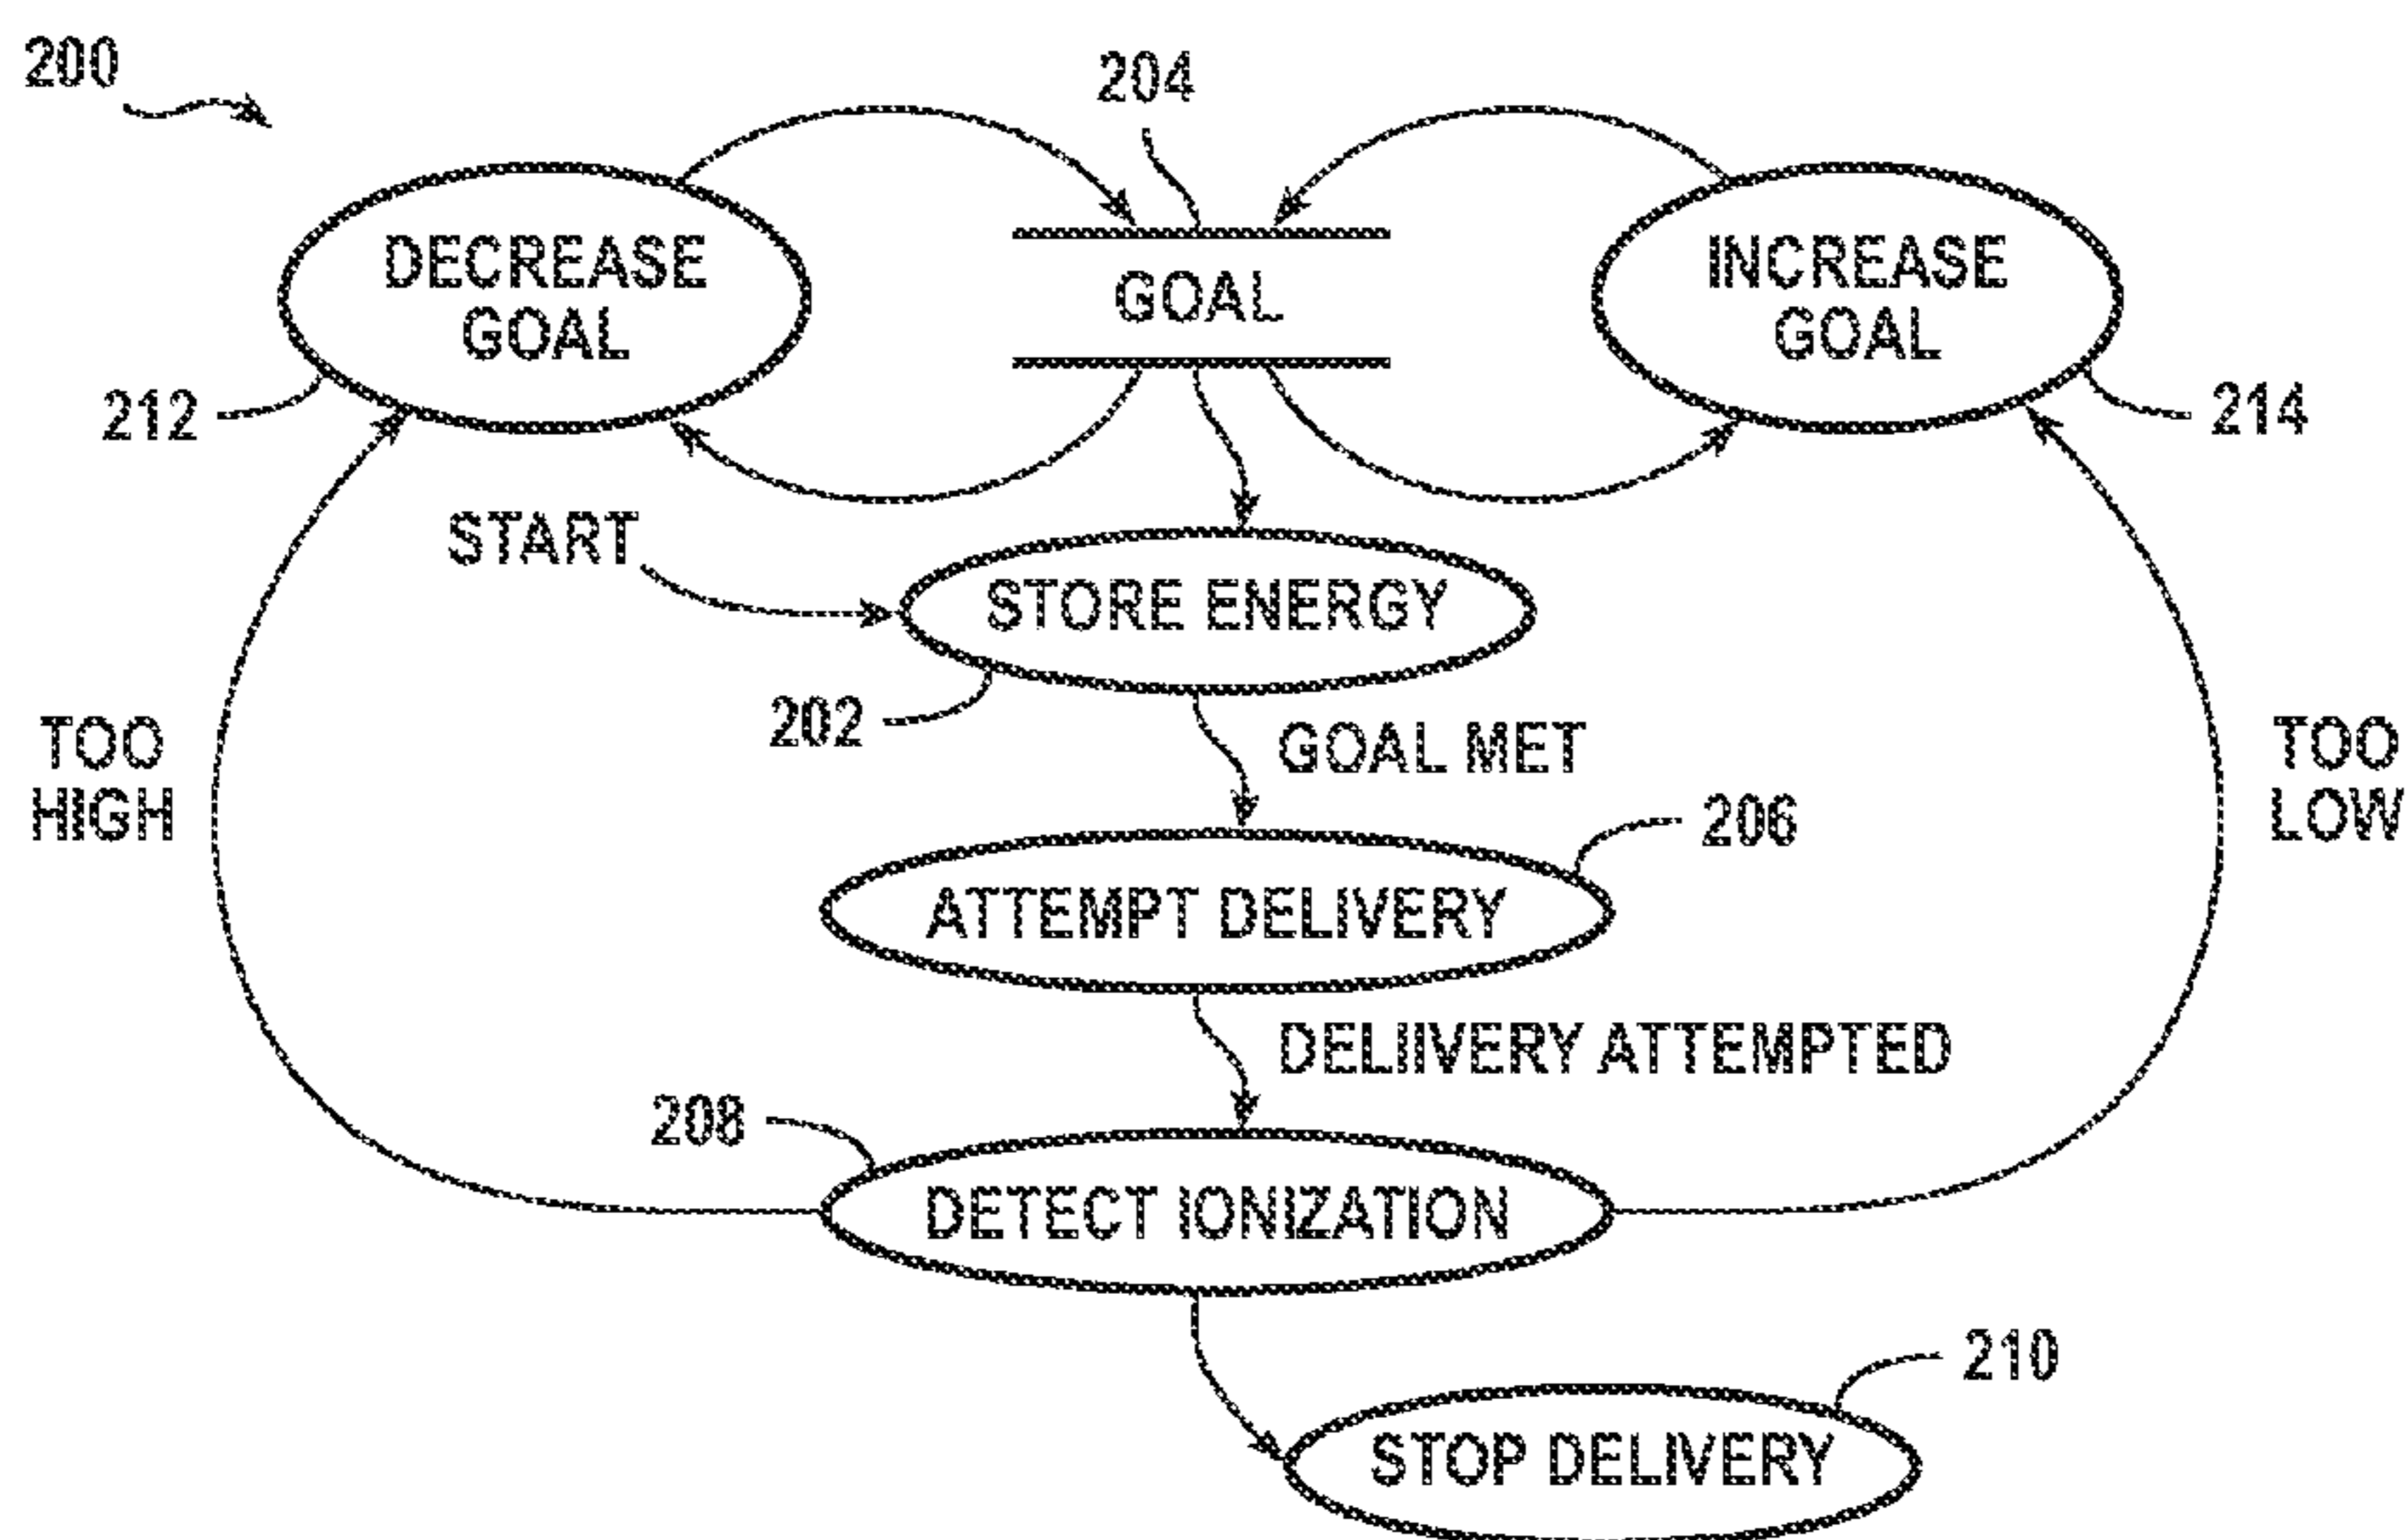 200
204
DECREASE
GOAL
GOAL
INCREASE
GOAL
212
214
START
STORE ENERGY
202
GOAL MET
TOO
HIGH
TOO
LOW
206
ATTEMPT DELIVERY
DELIIVERY ATTEMPTED
208
DETECT IONIZATION
210
STOP DELIVERY